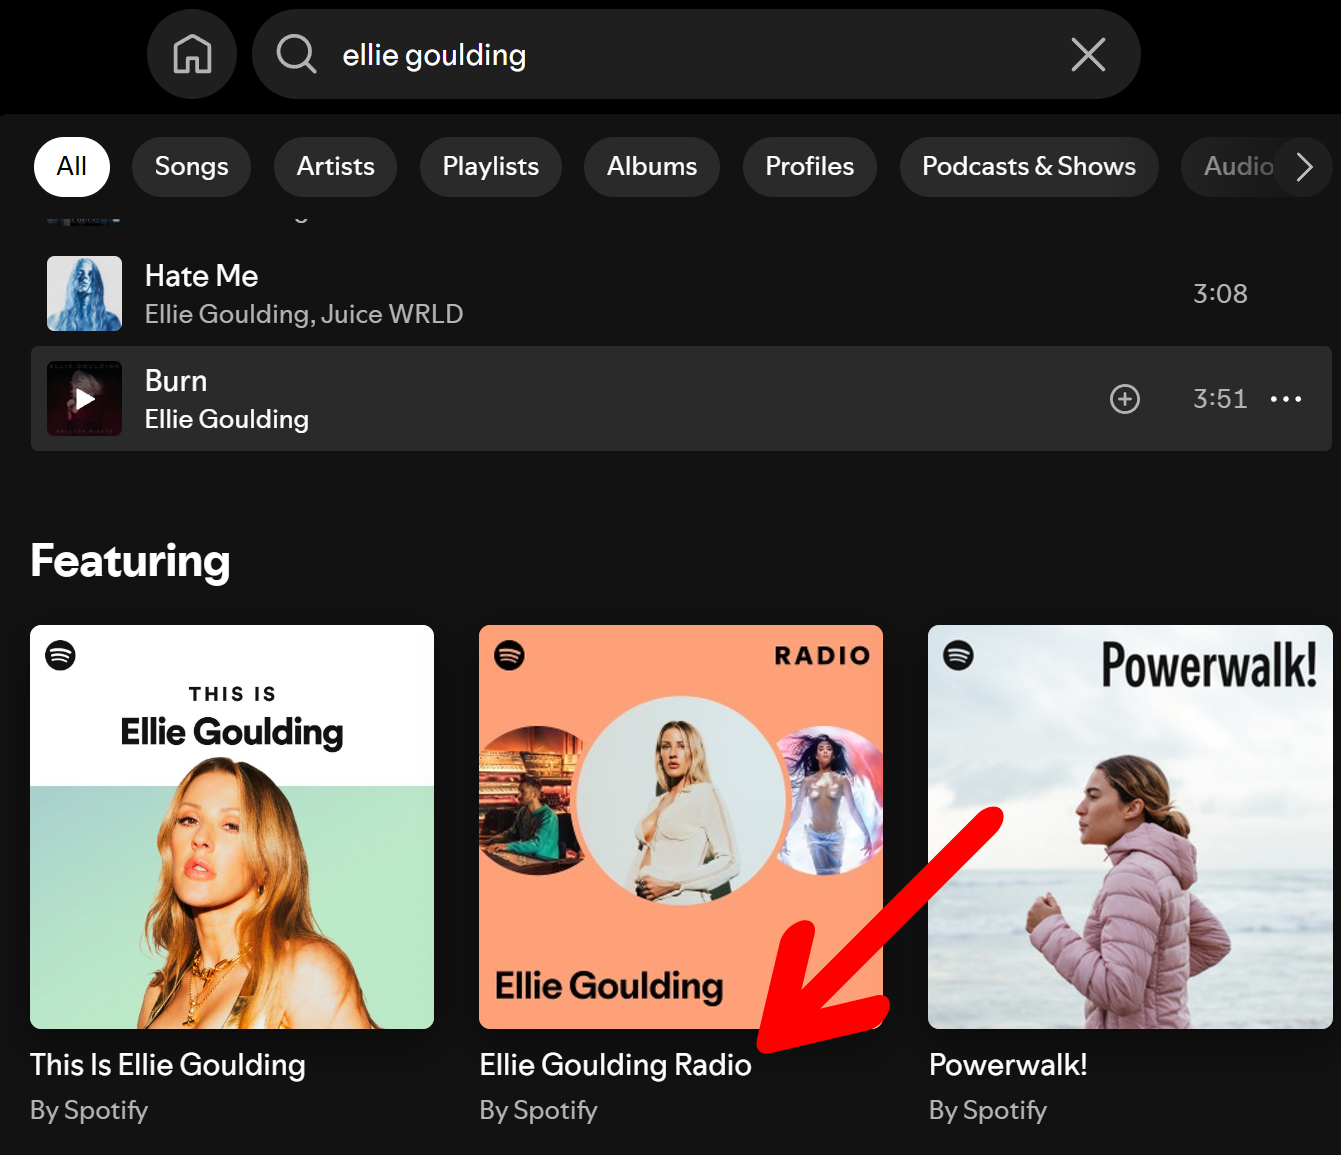 ellie goulding
All Songs Artists Playlists Albums Profiles Podcasts & Shows Audio
Hate Me
Ellie Goulding, Juice WRLD
3:08
ELLIE GOULDING
Burn
Ellie Goulding
3:51
Featuring
THIS IS
Ellie Goulding
This Is Ellie Goulding
By Spotify
RADIO
Ellie Goulding
Ellie Goulding Radio
By Spotify
Powerwalk!
Powerwalk!
By Spotify